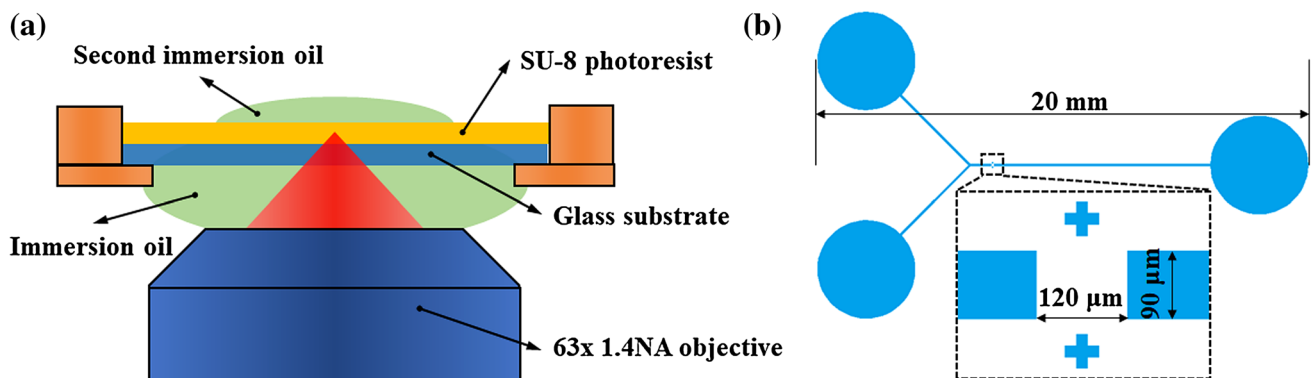 (a)
Second immersion oil
SU-8 photoresist
Immersion oil
Glass substrate
63x 1.4NA objective
(b)
20 mm
120 µm
90 µm